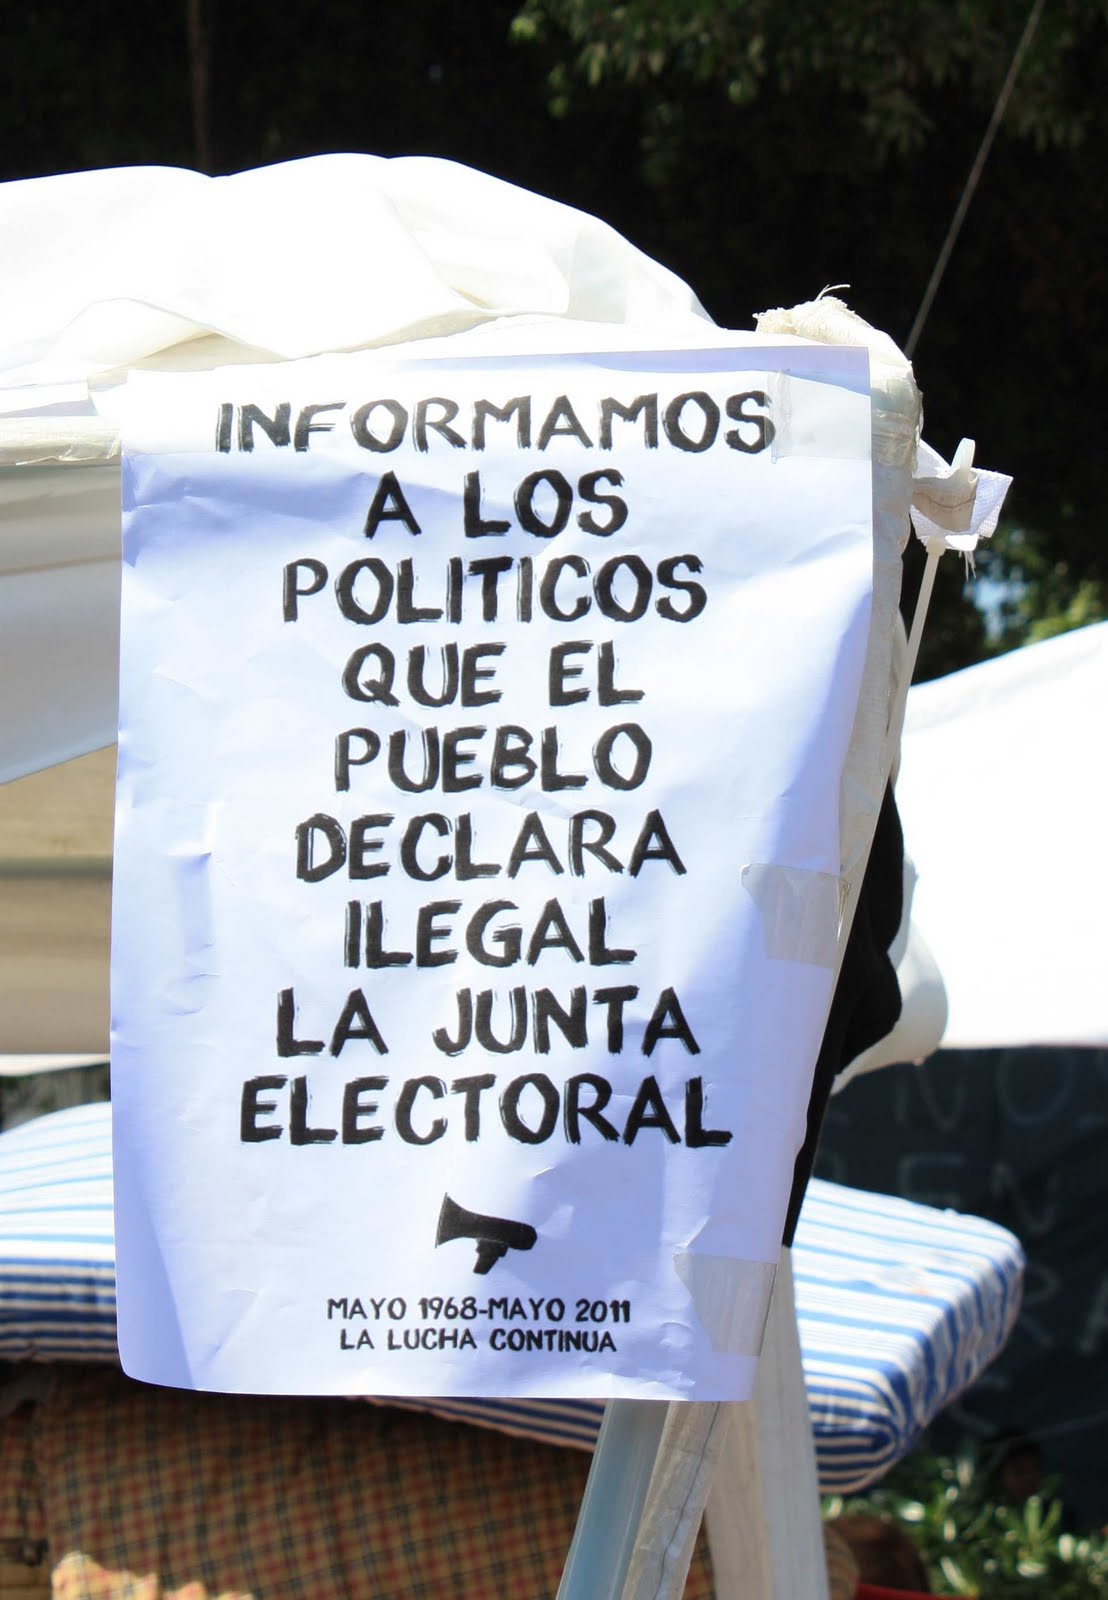 INFORMAMOS
A LOS
POLITICOS
QUE EL
PUEBLO
DECLARA
ILEGAL
LA JUNTA
ELECTORAL
MAYO 1968-MAYO 2011
LA LUCHA CONTINUA